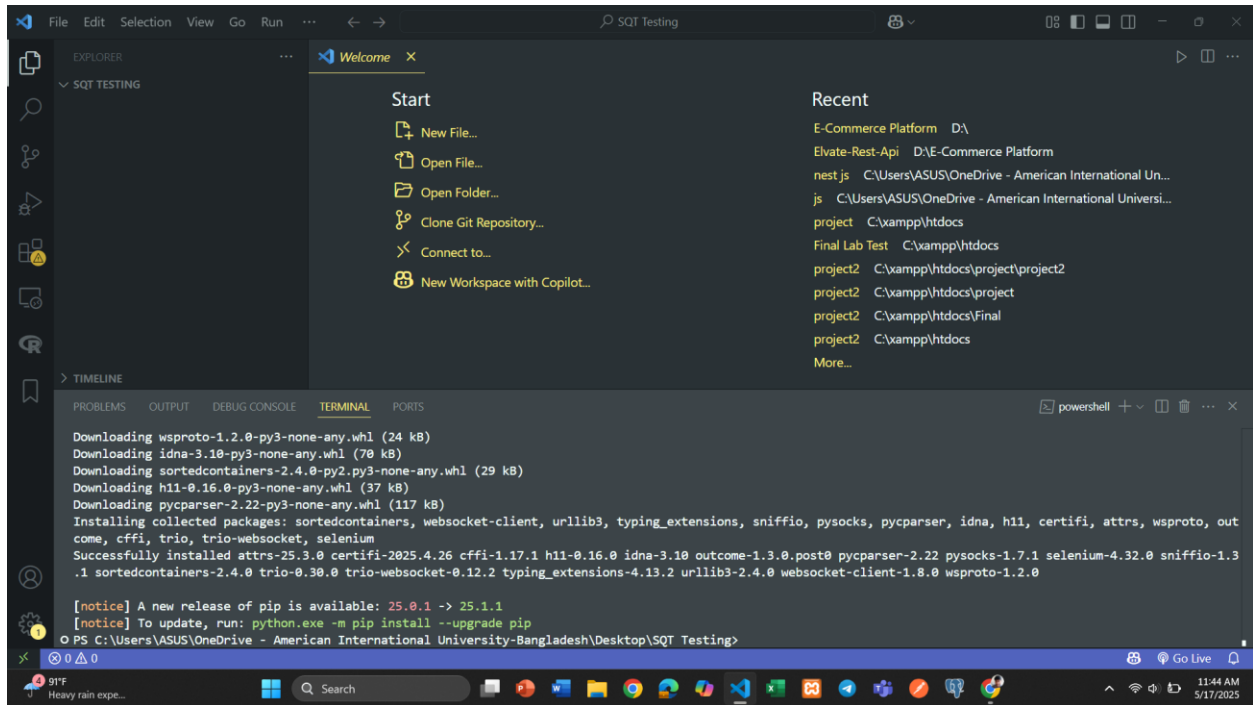 File Edit Selection View Go Run ··· SQT Testing
EXPLORER ···
SQT TESTING
TIMELINE
Welcome
Start
New File...
Open File...
Open Folder...
Clone Git Repository...
Connect to...
New Workspace with Copilot...
Recent
E-Commerce Platform D:\
Elvate-Rest-Api D:\E-Commerce Platform
nest js C:\Users\ASUS\OneDrive - American International Un...
js C:\Users\ASUS\OneDrive - American International Universi...
project C:\xampp\htdocs
Final Lab Test C:\xampp\htdocs
project2 C:\xampp\htdocs\project\project2
project2 C:\xampp\htdocs\project
project2 C:\xampp\htdocs\Final
project2 C:\xampp\htdocs
More...
PROBLEMS OUTPUT DEBUG CONSOLE TERMINAL PORTS powershell
Downloading wsproto-1.2.0-py3-none-any.whl (24 kB)
Downloading idna-3.10-py3-none-any.whl (70 kB)
Downloading sortedcontainers-2.4.0-py2.py3-none-any.whl (29 kB)
Downloading h11-0.16.0-py3-none-any.whl (37 kB)
Downloading pycparser-2.22-py3-none-any.whl (117 kB)
Installing collected packages: sortedcontainers, websocket-client, urllib3, typing_extensions, sniffio, pysocks, pycparser, idna, h11, certifi, attrs, wsproto, out
come, cffi, trio, trio-websocket, selenium
Successfully installed attrs-25.3.0 certifi-2025.4.26 cffi-1.17.1 h11-0.16.0 idna-3.10 outcome-1.3.0.post0 pycparser-2.22 pysocks-1.7.1 selenium-4.32.0 sniffio-1.3
.1 sortedcontainers-2.4.0 trio-0.30.0 trio-websocket-0.12.2 typing_extensions-4.13.2 urllib3-2.4.0 websocket-client-1.8.0 wsproto-1.2.0
[notice] A new release of pip is available: 25.0.1 -> 25.1.1
[notice] To update, run: python.exe -m pip install --upgrade pip
PS C:\Users\ASUS\OneDrive - American International University-Bangladesh\Desktop\SQT Testing>
1
0 0 Go Live
4 91°F
Heavy rain expe...
Search
11:44 AM
5/17/2025